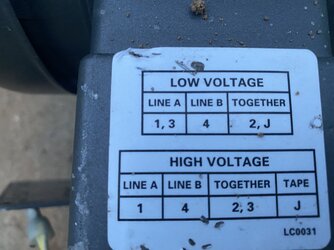 LOW VOLTAGE
LINE A LINE B TOGETHER
1, 3 4 2, J
HIGH VOLTAGE
LINE A LINE B TOGETHER TAPE
1 4 2, 3 J
LC0031